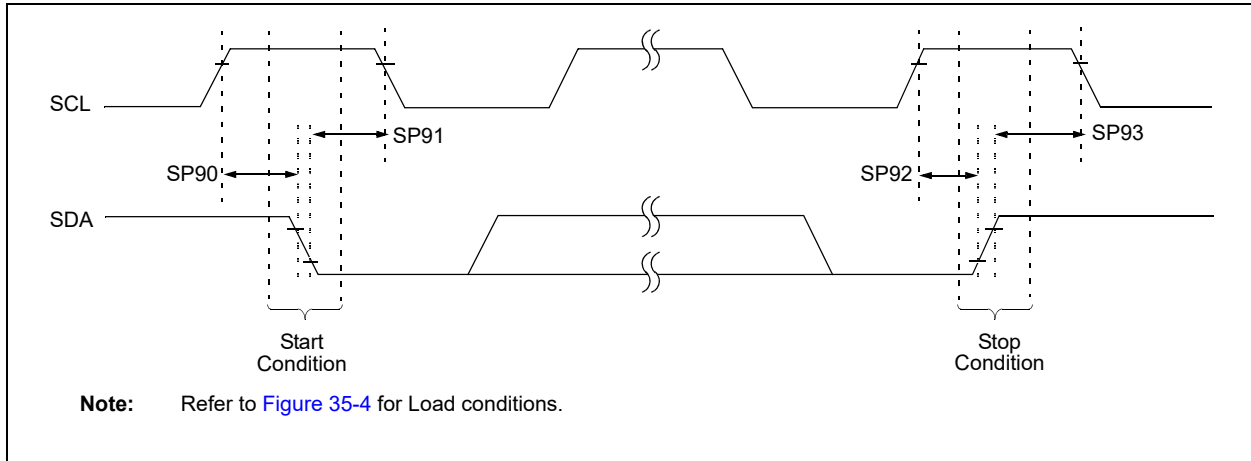 SCL
SP91
SP93
SP90
SP92
SDA
Start
Condition
Stop
Condition
Note: Refer to Figure 35-4 for Load conditions.